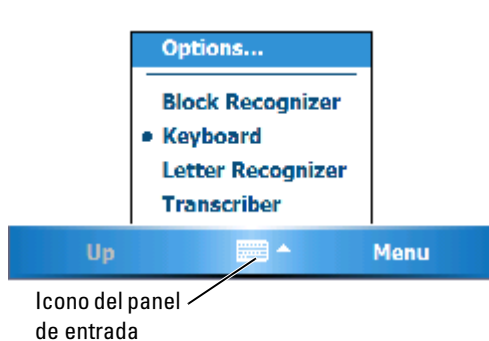 Options...
Block Recognizer
Keyboard
Letter Recognizer
Transcriber
Up
Menu
Icono del panel
de entrada